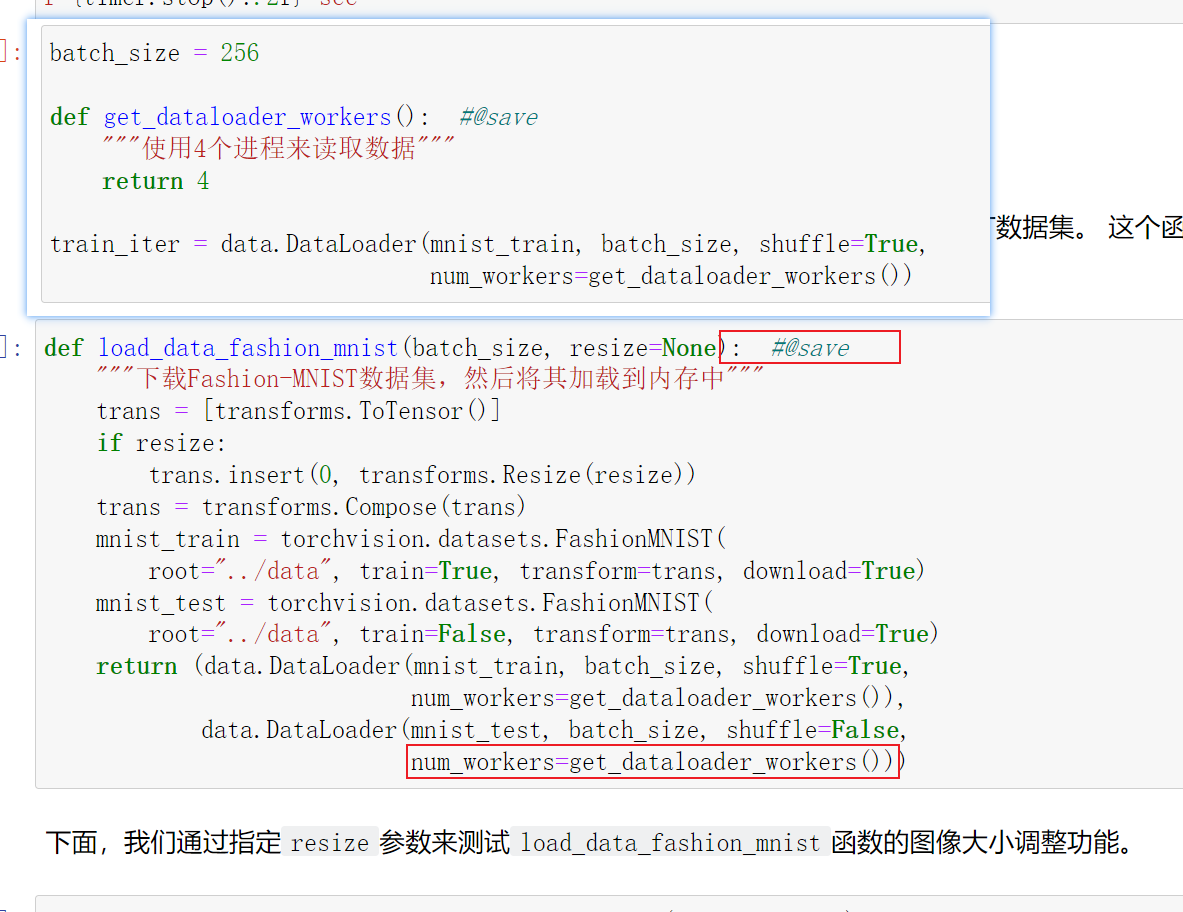 batch_size = 256
def get_dataloader_workers():  #@save
"""使用4个进程来读取数据"""
return 4
train_iter = data.DataLoader(mnist_train, batch_size, shuffle=True,
num_workers=get_dataloader_workers())
数据集。 这个函
def load_data_fashion_mnist(batch_size, resize=None):  #@save
"""下载Fashion-MNIST数据集，然后将其加载到内存中"""
trans = [transforms.ToTensor()]
if resize:
trans.insert(0, transforms.Resize(resize))
trans = transforms.Compose(trans)
mnist_train = torchvision.datasets.FashionMNIST(
root="../data", train=True, transform=trans, download=True)
mnist_test = torchvision.datasets.FashionMNIST(
root="../data", train=False, transform=trans, download=True)
return (data.DataLoader(mnist_train, batch_size, shuffle=True,
num_workers=get_dataloader_workers()),
data.DataLoader(mnist_test, batch_size, shuffle=False,
num_workers=get_dataloader_workers()))
下面，我们通过指定 resize 参数来测试 load_data_fashion_mnist 函数的图像大小调整功能。